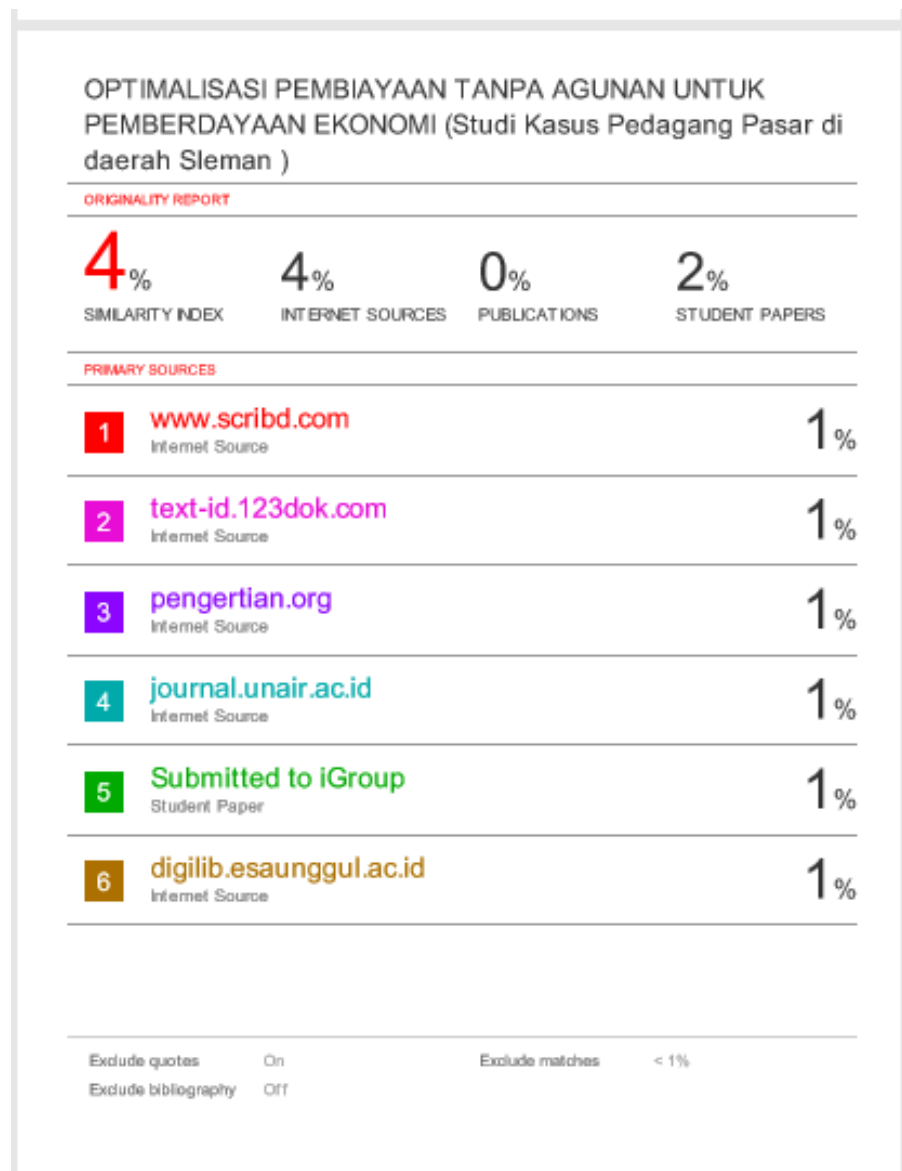 OPTIMALISASI PEMBIAYAAN TANPA AGUNAN UNTUK
PEMBERDAYAAN EKONOMI (Studi Kasus Pedagang Pasar di
daerah Sleman )
ORIGINALITY REPORT
4% 4% 0% 2%
SIMILARITY INDEX INTERNET SOURCES PUBLICATIONS STUDENT PAPERS
PRIMARY SOURCES
1 www.scribd.com 1%
Internet Source
2 text-id.123dok.com 1%
Internet Source
3 pengertian.org 1%
Internet Source
4 journal.unair.ac.id 1%
Internet Source
5 Submitted to iGroup 1%
Student Paper
6 digilib.esaunggul.ac.id 1%
Internet Source
Exclude quotes On Exclude matches < 1%
Exclude bibliography Off